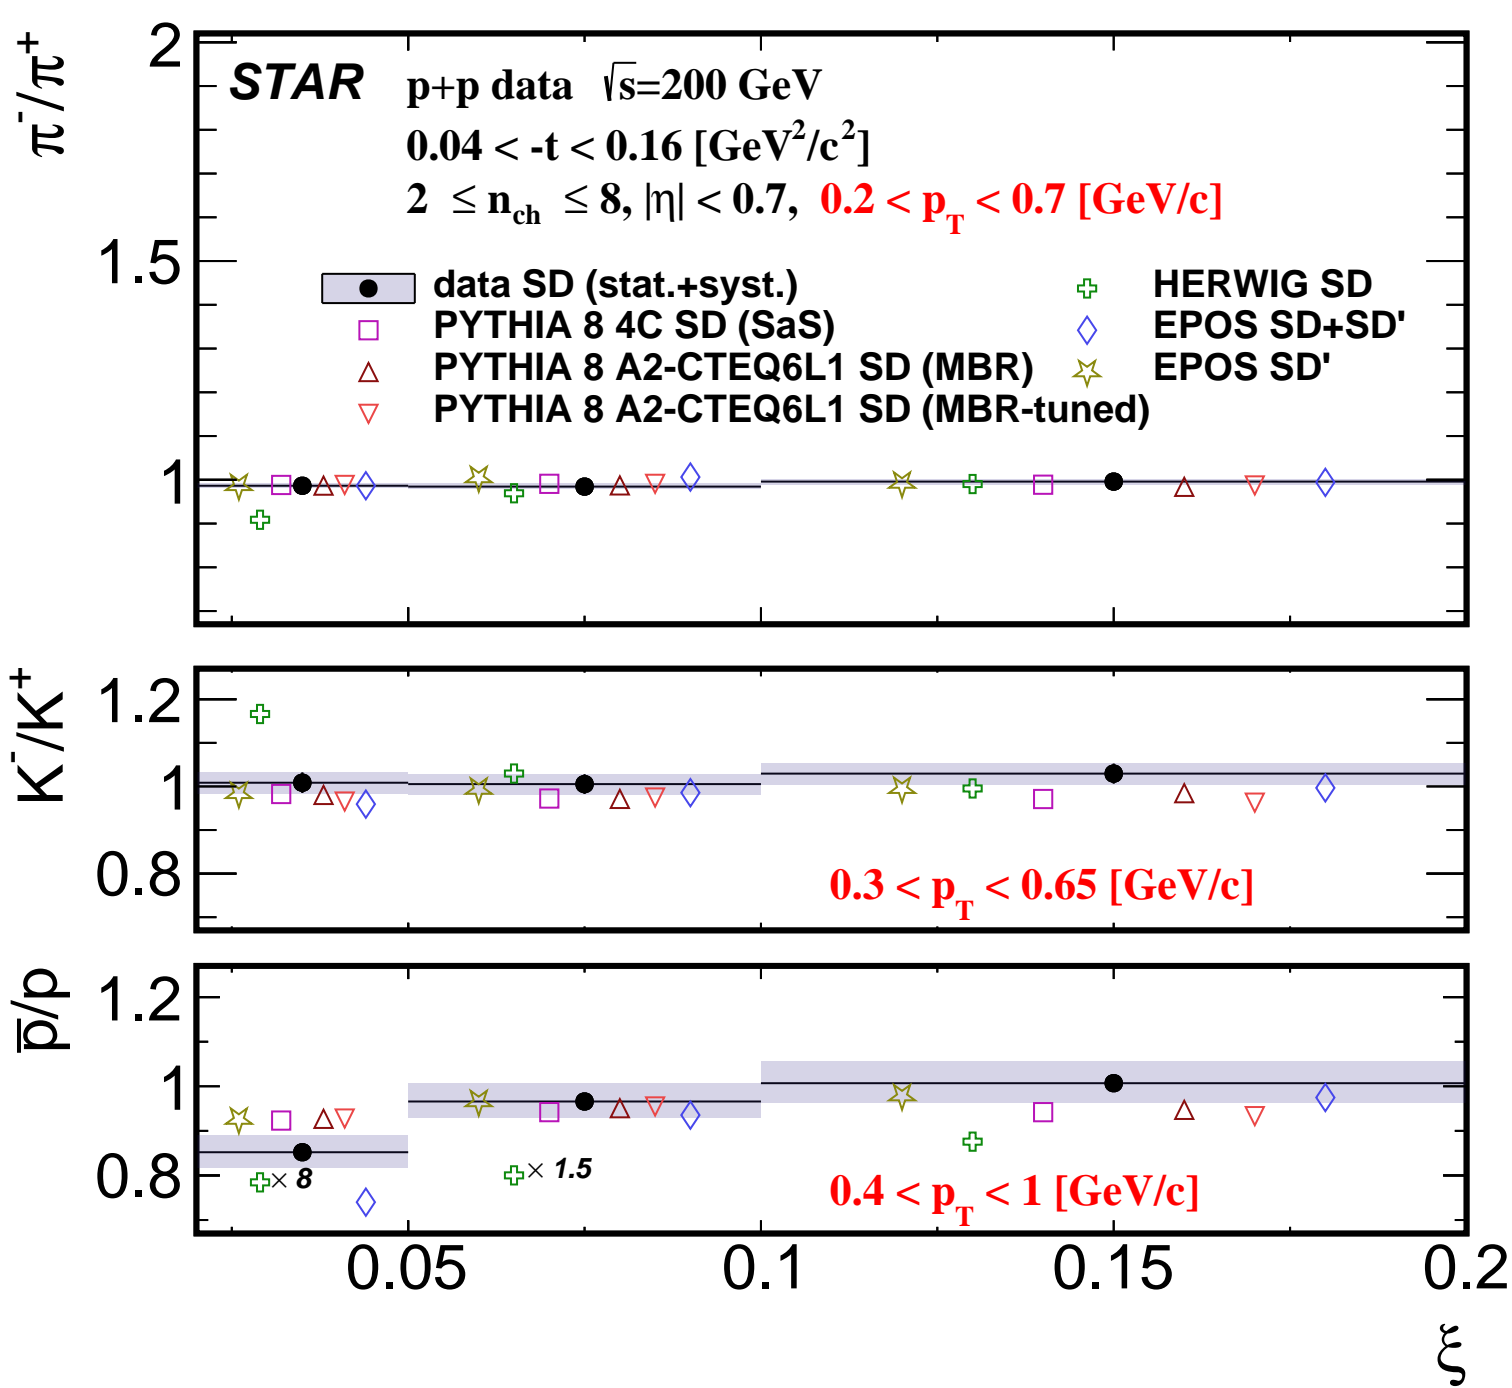 π⁻/π⁺
2
1.5
1
STAR p+p data √s=200 GeV
0.04 < -t < 0.16 [GeV²/c²]
2 ≤ n_ch ≤ 8, |η| < 0.7, 0.2 < p_T < 0.7 [GeV/c]
data SD (stat.+syst.)
PYTHIA 8 4C SD (SaS)
PYTHIA 8 A2-CTEQ6L1 SD (MBR)
PYTHIA 8 A2-CTEQ6L1 SD (MBR-tuned)
HERWIG SD
EPOS SD+SD'
EPOS SD'
K⁻/K⁺
1.2
1
0.8
0.3 < p_T < 0.65 [GeV/c]
p̅/p
1.2
1
0.8
× 8
× 1.5
0.4 < p_T < 1 [GeV/c]
0.05 0.1 0.15 0.2
ξ